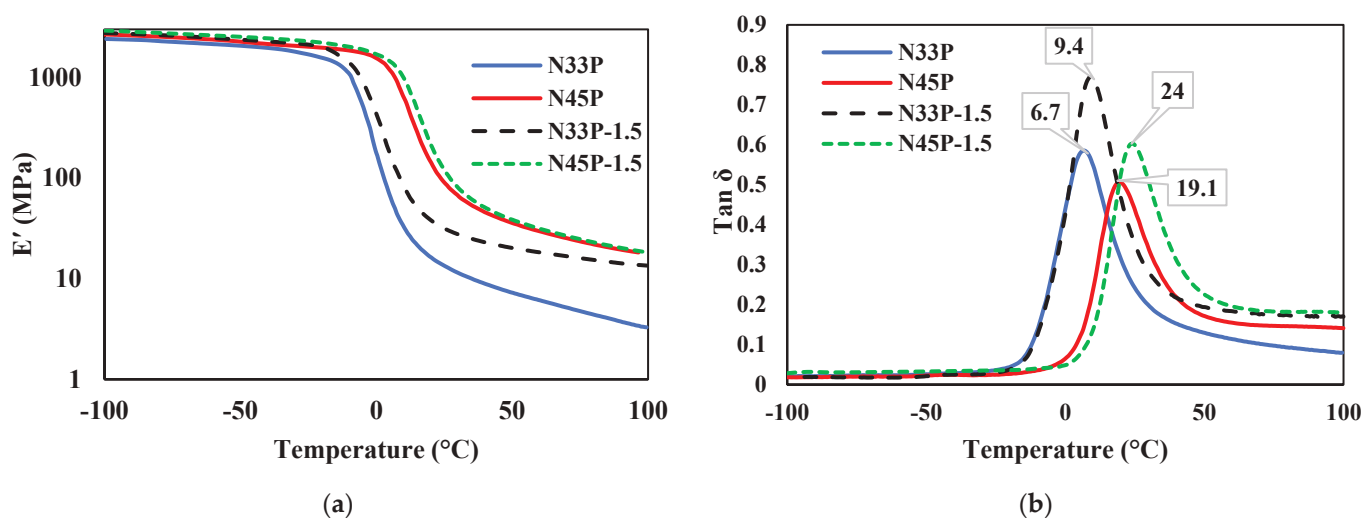 1000
100
10
1
E′ (MPa)
-100
-50
0
50
100
Temperature (°C)
N33P
N45P
N33P-1.5
N45P-1.5
(a)
0.9
0.8
0.7
0.6
0.5
0.4
0.3
0.2
0.1
0
Tan δ
-100
-50
0
50
100
Temperature (°C)
N33P
N45P
N33P-1.5
N45P-1.5
9.4
6.7
24
19.1
(b)